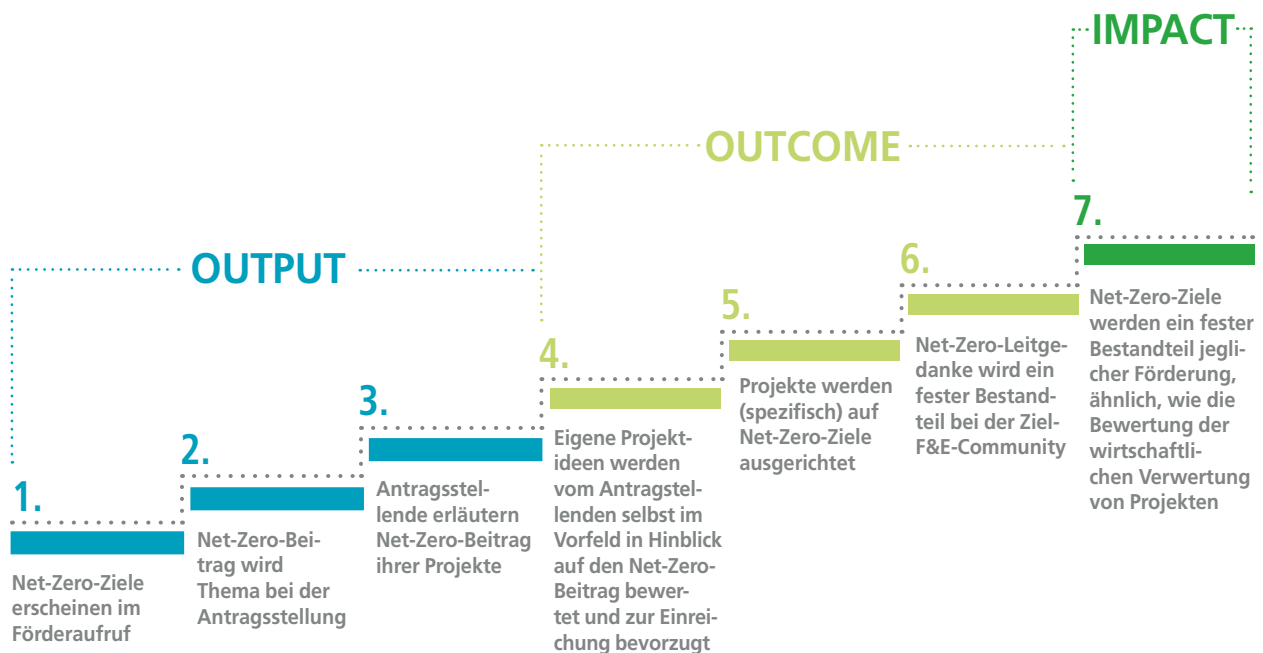 IMPACT
OUTCOME
OUTPUT
1.
Net-Zero-Ziele
erscheinen im
Förderaufruf
2.
Net-Zero-Bei-
trag wird
Thema bei der
Antragsstellung
3.
Antragsstel-
lende erläutern
Net-Zero-Beitrag
ihrer Projekte
4.
Eigene Projekt-
ideen werden
vom Antragstel-
lenden selbst im
Vorfeld in Hinblick
auf den Net-Zero-
Beitrag bewer-
tet und zur Einrei-
chung bevorzugt
5.
Projekte werden
(spezifisch) auf
Net-Zero-Ziele
ausgerichtet
6.
Net-Zero-Leitge-
danke wird ein
fester Bestand-
teil bei der Ziel-
F&E-Community
7.
Net-Zero-Ziele
werden ein fester
Bestandteil jegli-
cher Förderung,
ähnlich, wie die
Bewertung der
wirtschaftli-
chen Verwertung
von Projekten